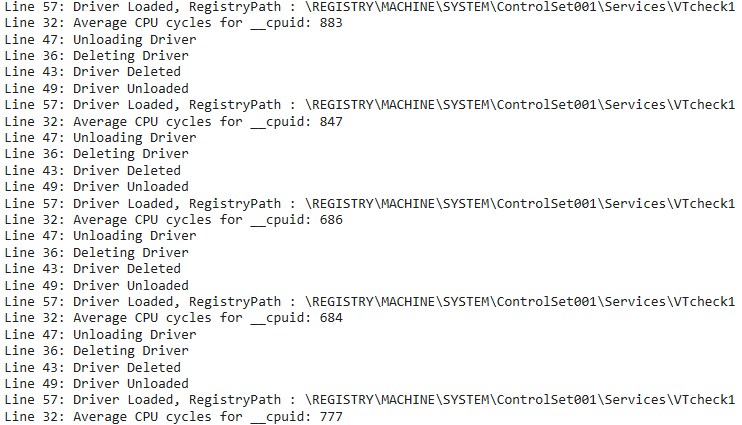 Line 57: Driver Loaded, RegistryPath : \REGISTRY\MACHINE\SYSTEM\ControlSet001\Services\VTcheck1
Line 32: Average CPU cycles for __cpuid: 883
Line 47: Unloading Driver
Line 36: Deleting Driver
Line 43: Driver Deleted
Line 49: Driver Unloaded
Line 57: Driver Loaded, RegistryPath : \REGISTRY\MACHINE\SYSTEM\ControlSet001\Services\VTcheck1
Line 32: Average CPU cycles for __cpuid: 847
Line 47: Unloading Driver
Line 36: Deleting Driver
Line 43: Driver Deleted
Line 49: Driver Unloaded
Line 57: Driver Loaded, RegistryPath : \REGISTRY\MACHINE\SYSTEM\ControlSet001\Services\VTcheck1
Line 32: Average CPU cycles for __cpuid: 686
Line 47: Unloading Driver
Line 36: Deleting Driver
Line 43: Driver Deleted
Line 49: Driver Unloaded
Line 57: Driver Loaded, RegistryPath : \REGISTRY\MACHINE\SYSTEM\ControlSet001\Services\VTcheck1
Line 32: Average CPU cycles for __cpuid: 684
Line 47: Unloading Driver
Line 36: Deleting Driver
Line 43: Driver Deleted
Line 49: Driver Unloaded
Line 57: Driver Loaded, RegistryPath : \REGISTRY\MACHINE\SYSTEM\ControlSet001\Services\VTcheck1
Line 32: Average CPU cycles for __cpuid: 777